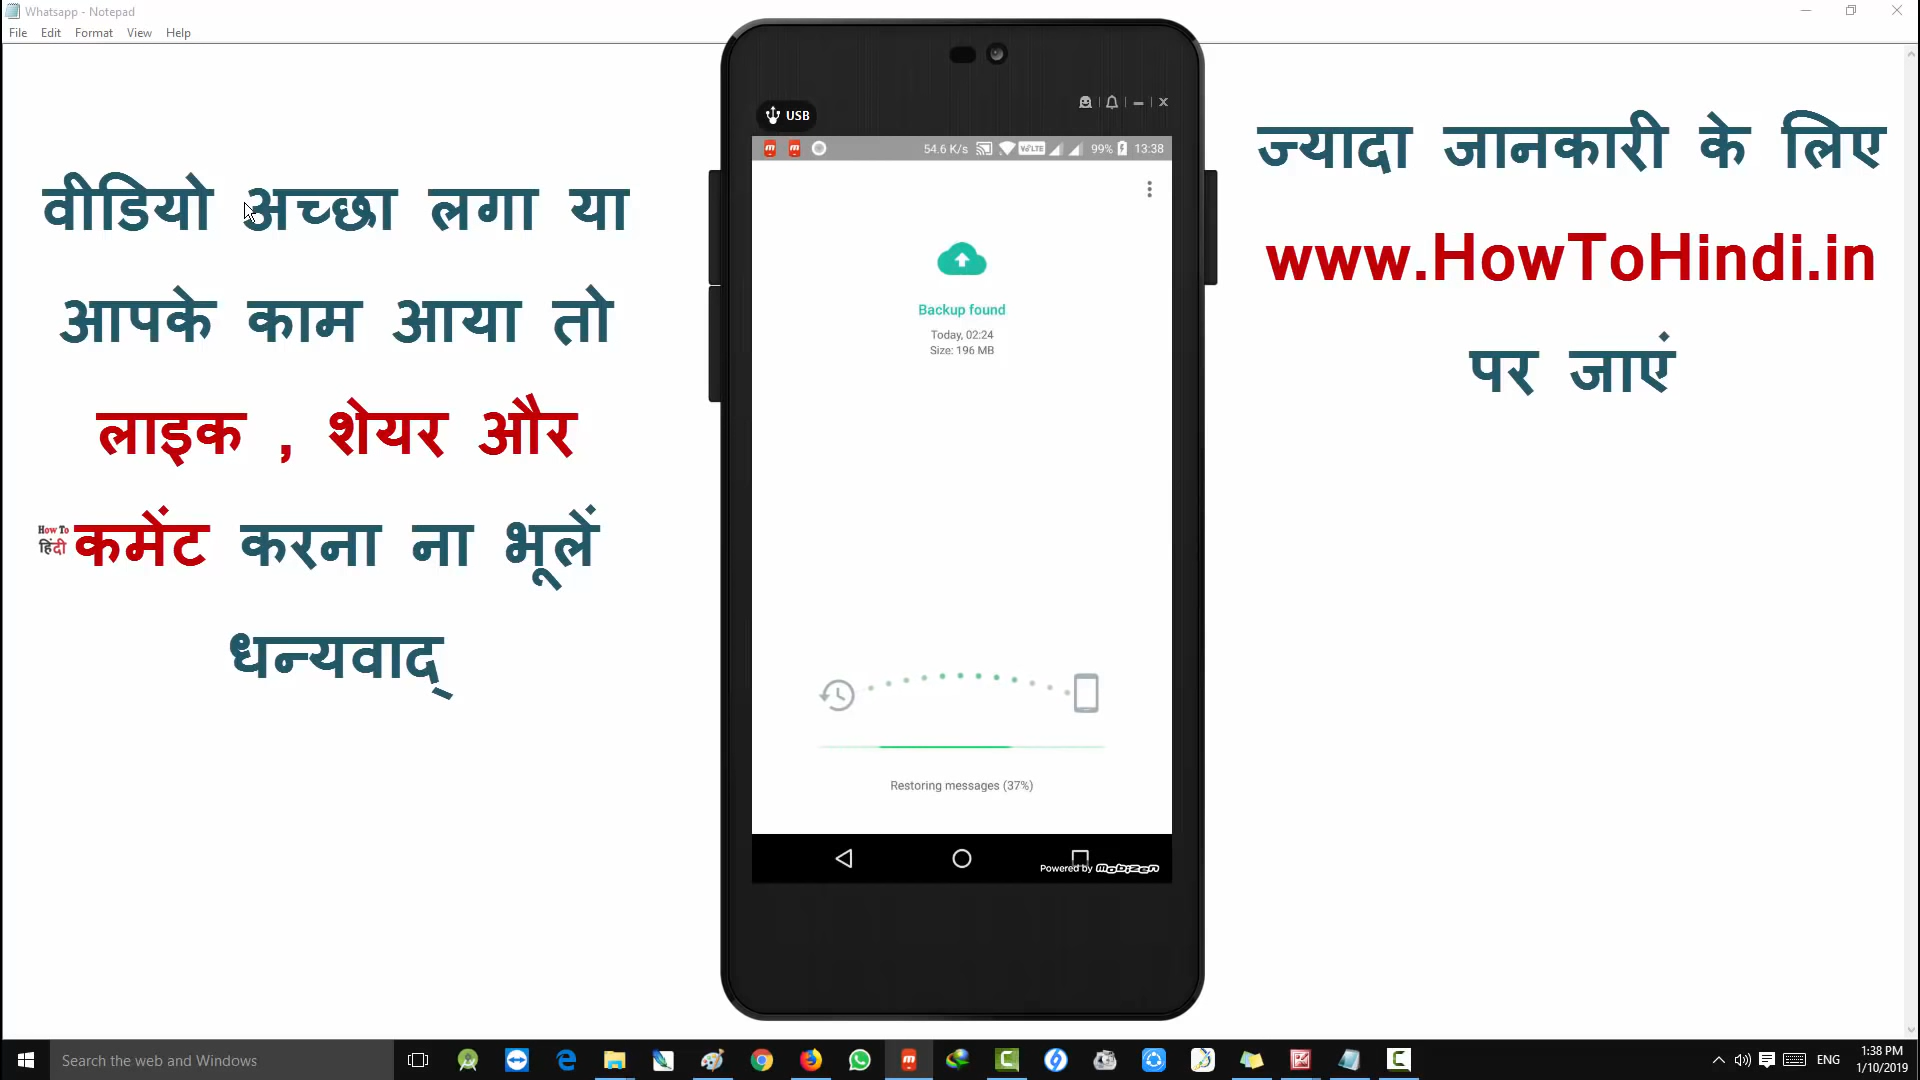 Whatsapp - Notepad
File Edit Format View Help
वीडियो अच्छा लगा या
आपके काम आया तो
लाइक , शेयर और
कमेंट करना ना भूलें
धन्यवाद्
How To
हिंदी
USB
54.6 K/s VoLTE 99% 13:38
Backup found
Today, 02:24
Size: 196 MB
Restoring messages (37%)
Powered by mobizen
ज्यादा जानकारी के लिए
www.HowToHindi.in
पर जाएं
Search the web and Windows
ENG
1:38 PM
1/10/2019